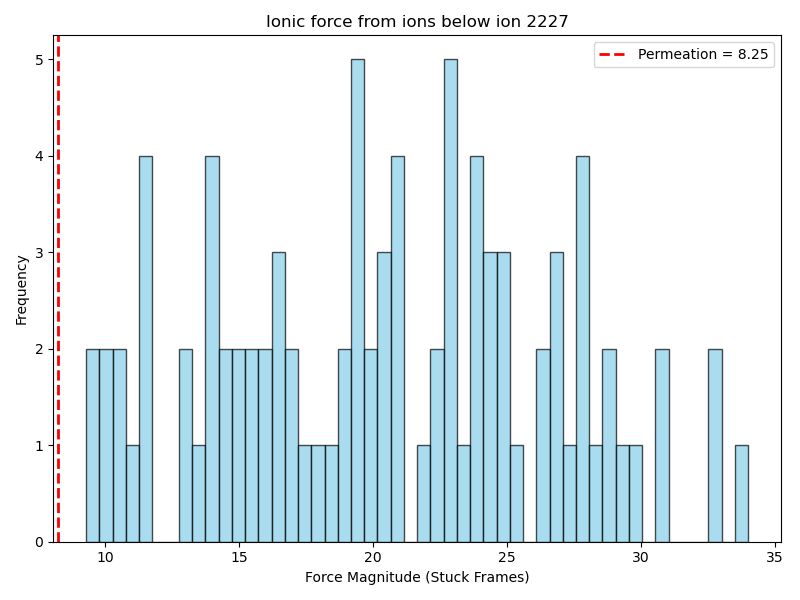 Ionic force from ions below ion 2227
Permeation = 8.25
Frequency
5
4
3
2
1
0
10 15 20 25 30 35
Force Magnitude (Stuck Frames)